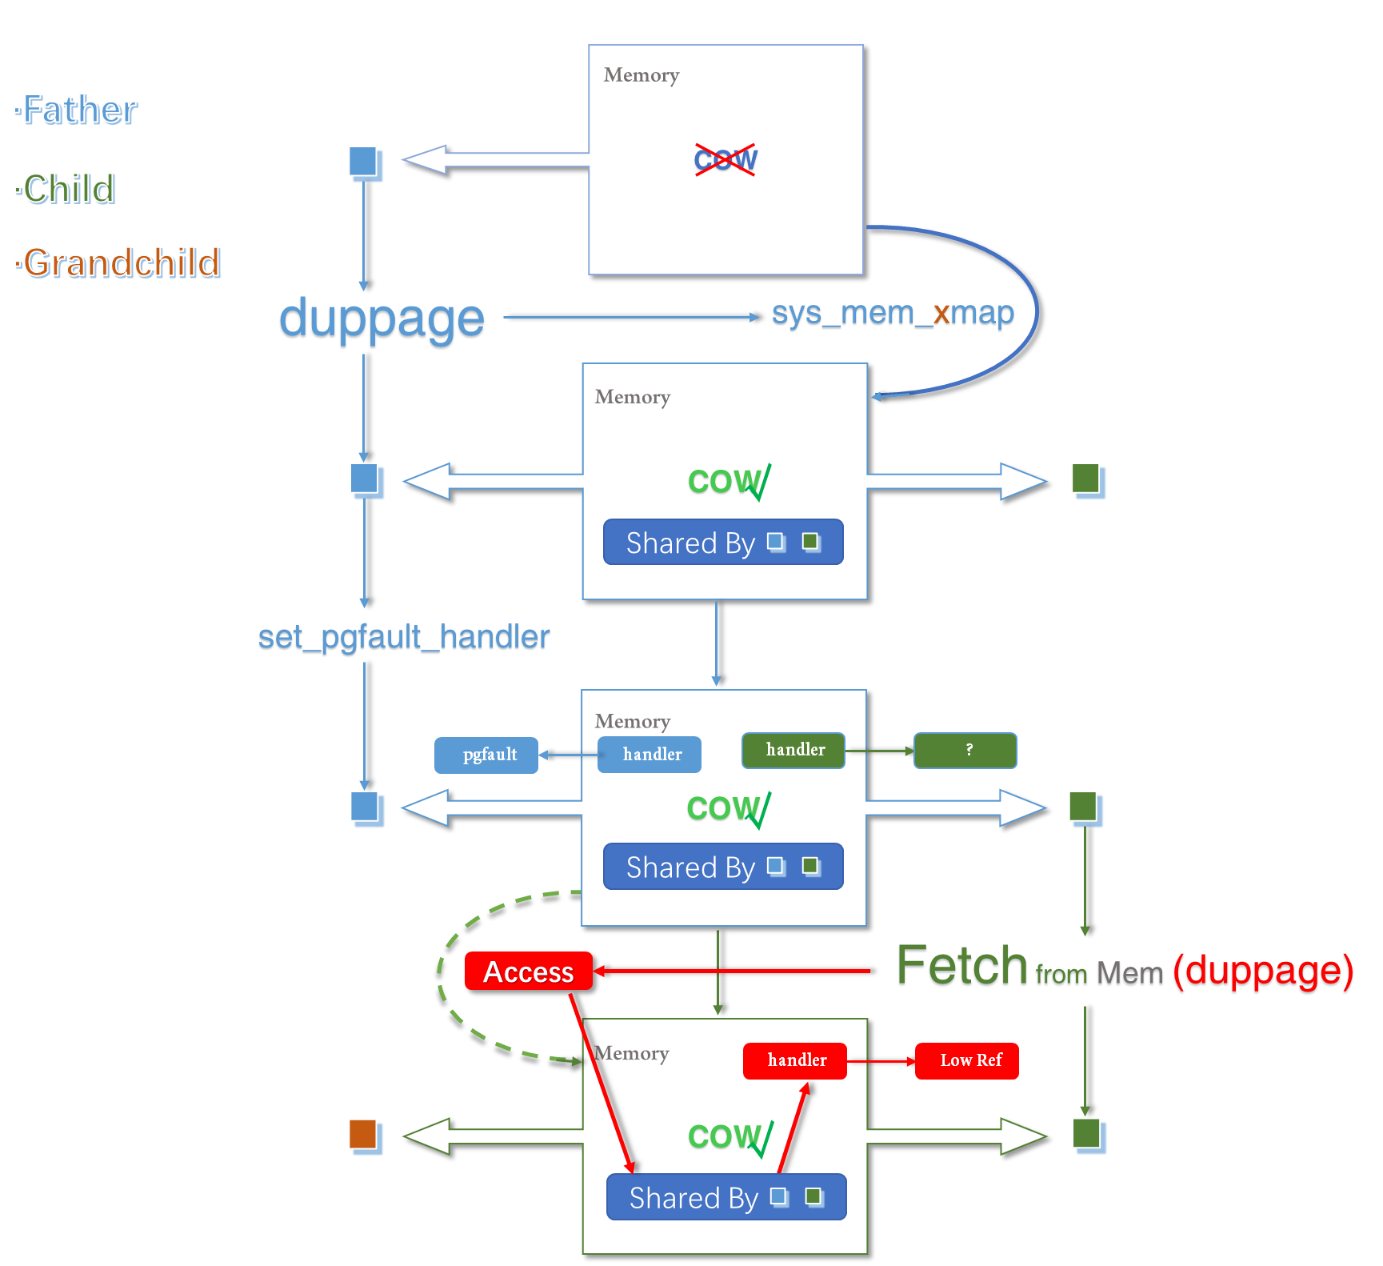 Memory
·Father
COW
·Child
·Grandchild
duppage
sys_mem_xmap
Memory
COW
Shared By
set_pgfault_handler
Memory
pgfault
handler
handler
?
COW
Shared By
Access
Fetch from Mem (duppage)
Memory
handler
Low Ref
COW
Shared By